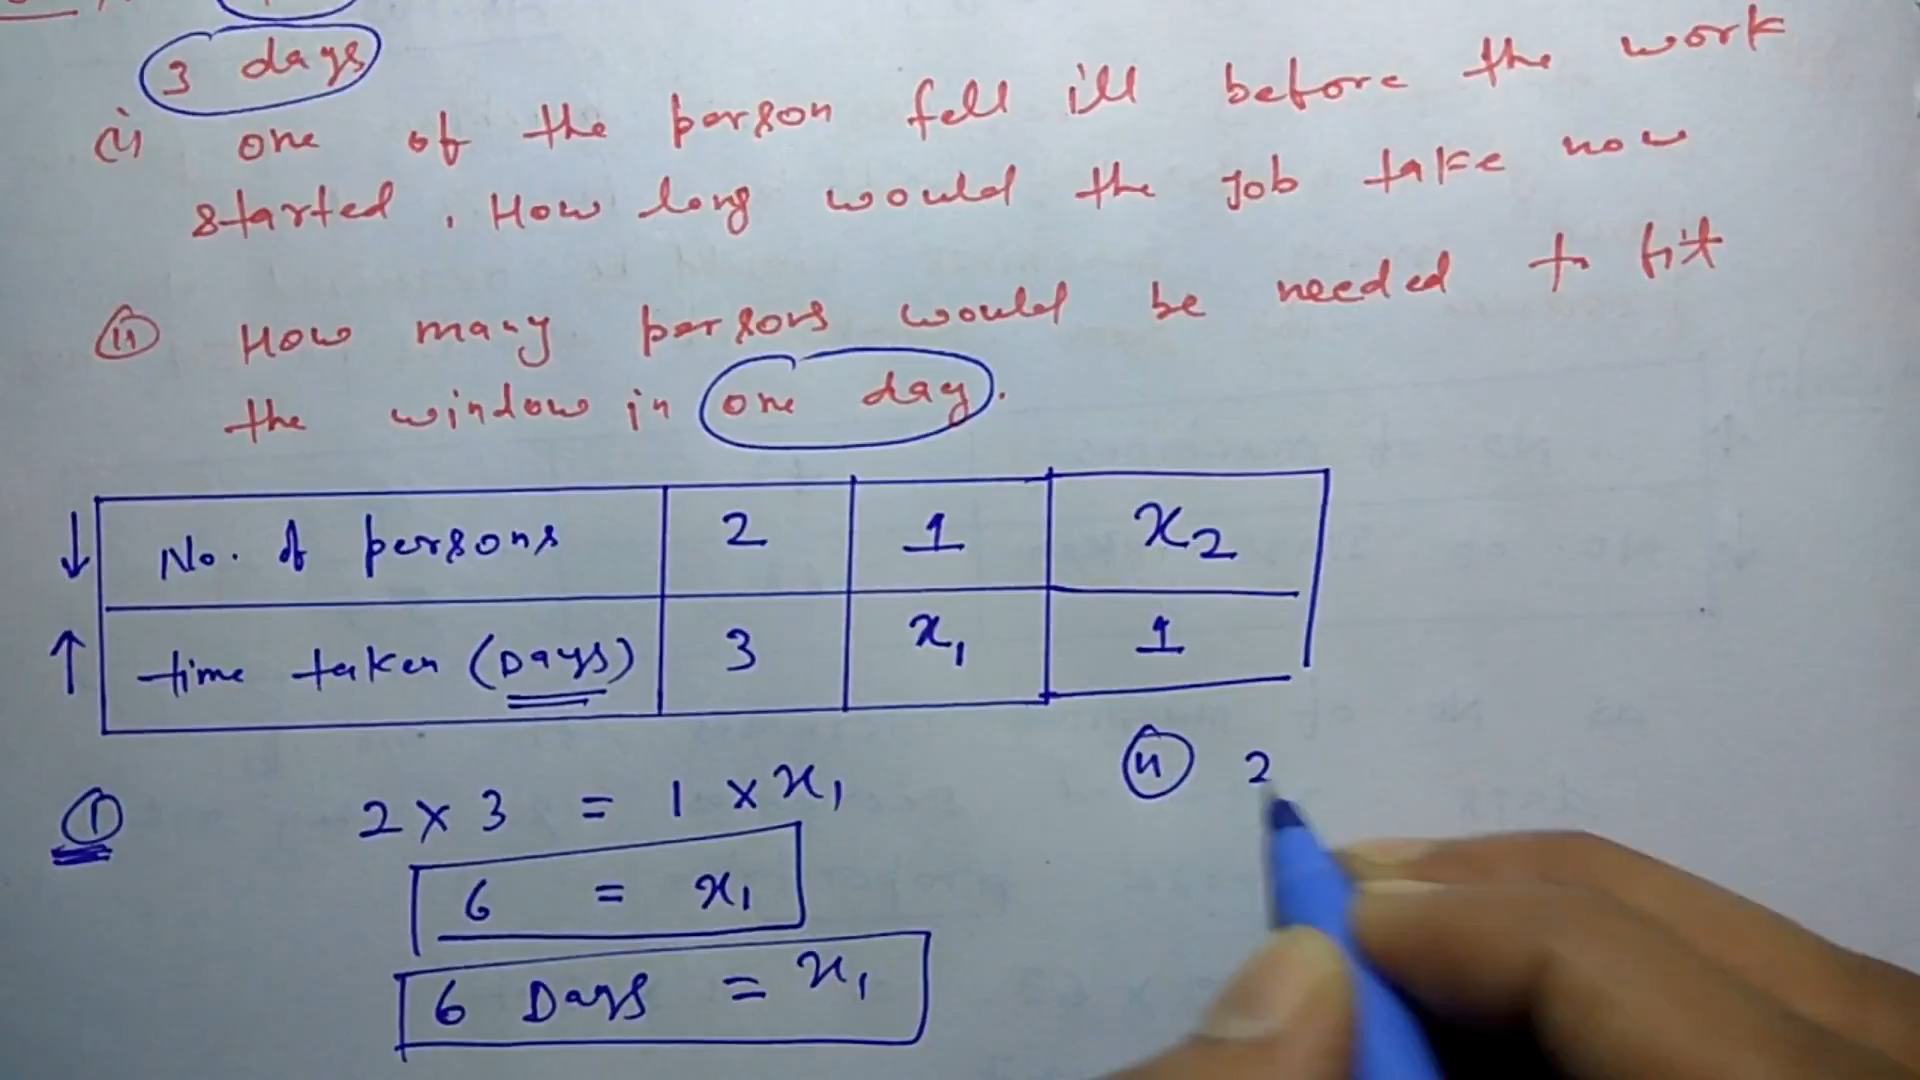 3 days
(i) one of the person fell ill before the work
started. How long would the Job take now
(ii) How many persons would be needed to fit
the window in one day.
↓ No. of persons 2 1 x₂
↑ time taken (Days) 3 x₁ 1
(i) 2 × 3 = 1 × x₁
6 = x₁
6 Days = x₁
(ii) 2